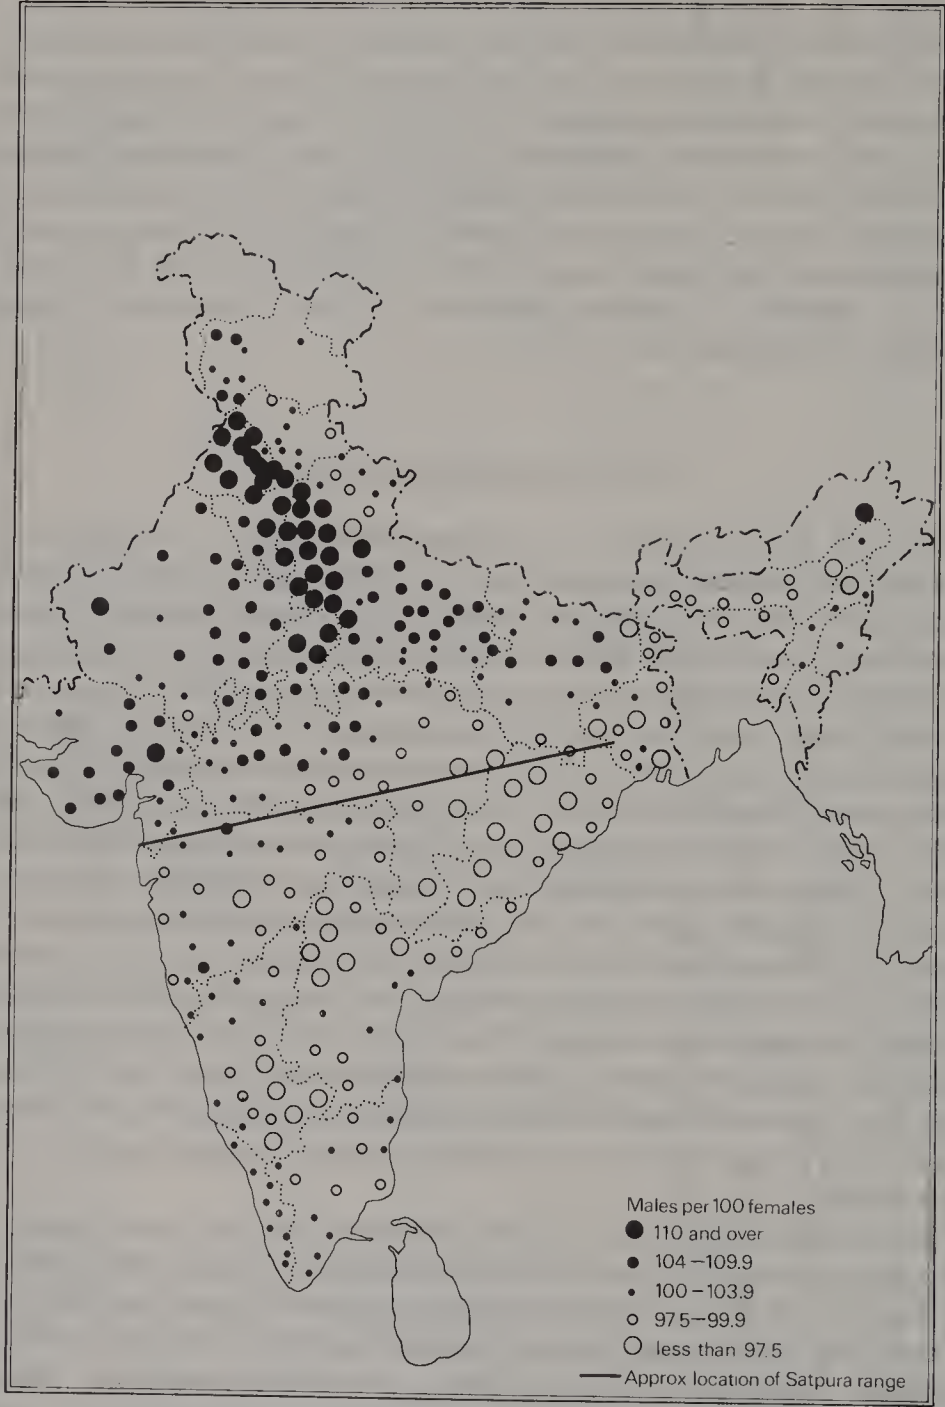 Males per 100 females
110 and over
104 – 109.9
100 – 103.9
97 5 – 99.9
less than 97.5
Approx location of Satpura range